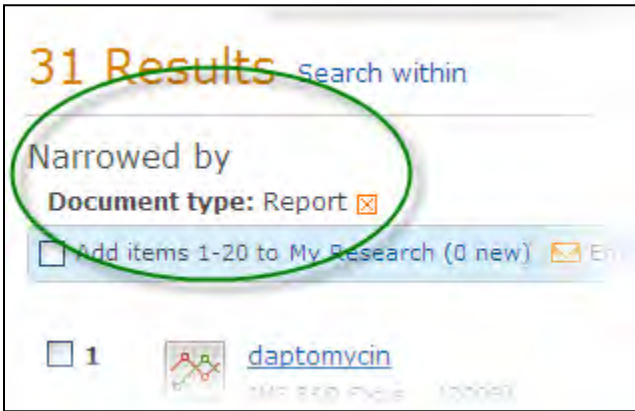 31 Results Search within
Narrowed by
Document type: Report
Add items 1-20 to My Research (0 new)
1 daptomycin